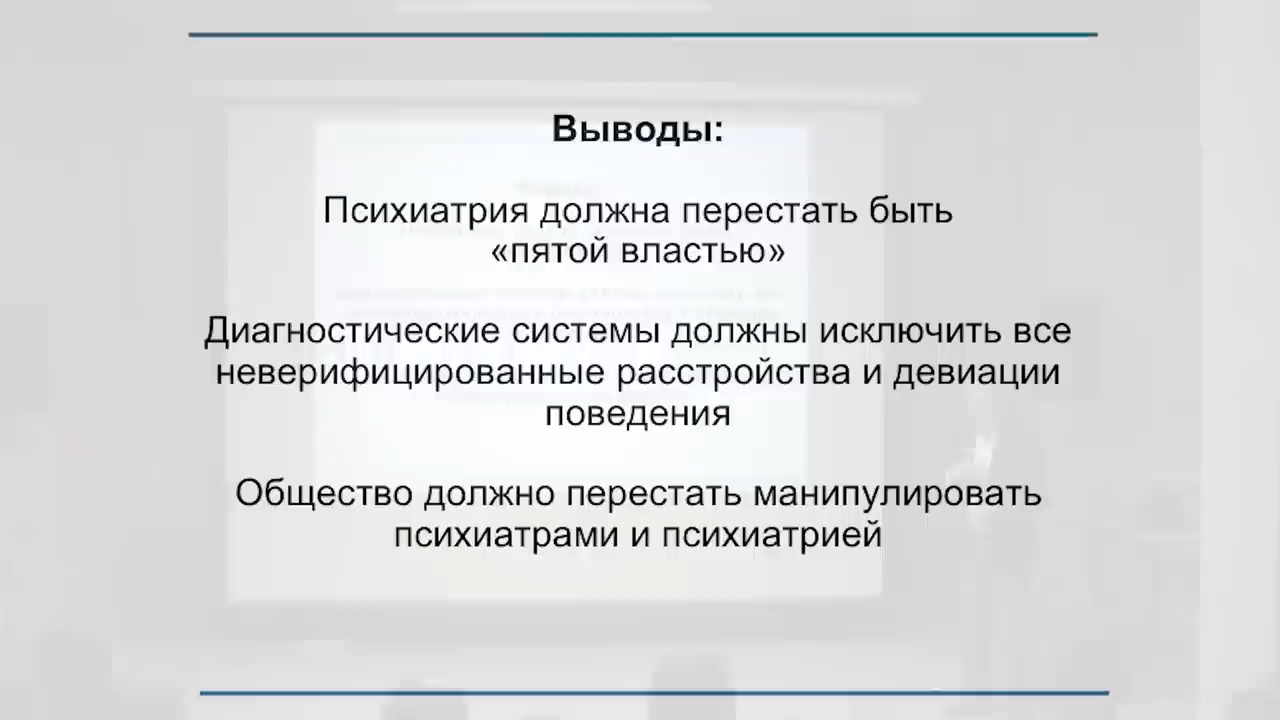 Выводы:
Психиатрия должна перестать быть
«пятой властью»
Диагностические системы должны исключить все
неверифицированные расстройства и девиации
поведения
Общество должно перестать манипулировать
психиатрами и психиатрией